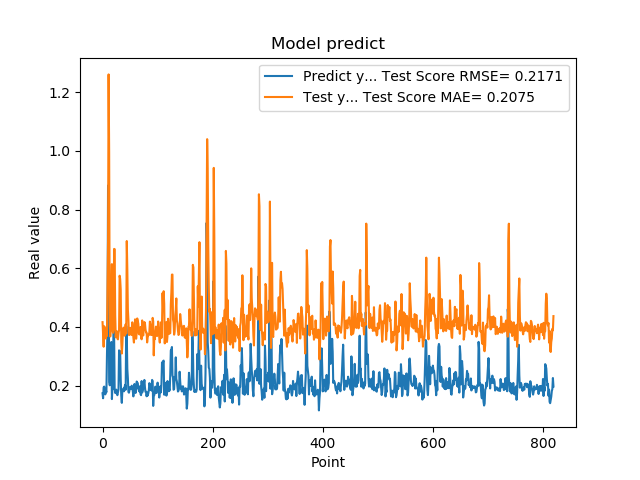 Model predict
Predict y... Test Score RMSE= 0.2171
Test y... Test Score MAE= 0.2075
Real value
1.2
1.0
0.8
0.6
0.4
0.2
0
200
400
600
800
Point